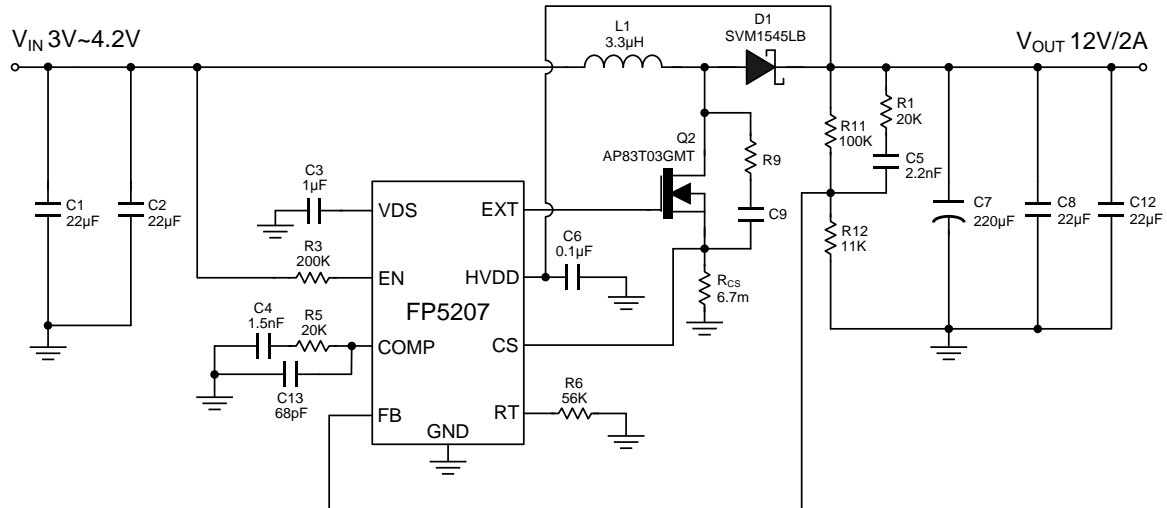 V_IN 3V~4.2V
L1
3.3µH
D1
SVM1545LB
V_OUT 12V/2A
C1
22µF
C2
22µF
C3
1µF
R3
200K
C4
1.5nF
R5
20K
C13
68pF
VDS
EN
COMP
FB
GND
FP5207
EXT
HVDD
CS
RT
C6
0.1µF
R6
56K
Q2
AP83T03GMT
R9
C9
R_CS
6.7m
R11
100K
R1
20K
C5
2.2nF
R12
11K
C7
220µF
C8
22µF
C12
22µF